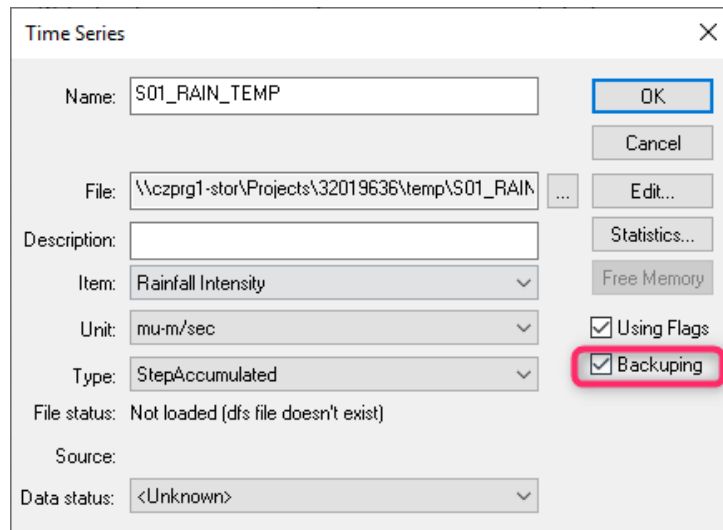 Time Series
Name: S01_RAIN_TEMP
OK
Cancel
File: \\czprg1-stor\Projects\32019636\temp\S01_RAIN ...
Edit...
Description:
Statistics...
Item: Rainfall Intensity
Free Memory
Unit: mu-m/sec
Using Flags
Type: StepAccumulated
Backuping
File status: Not loaded (dfs file doesn't exist)
Source:
Data status: <Unknown>